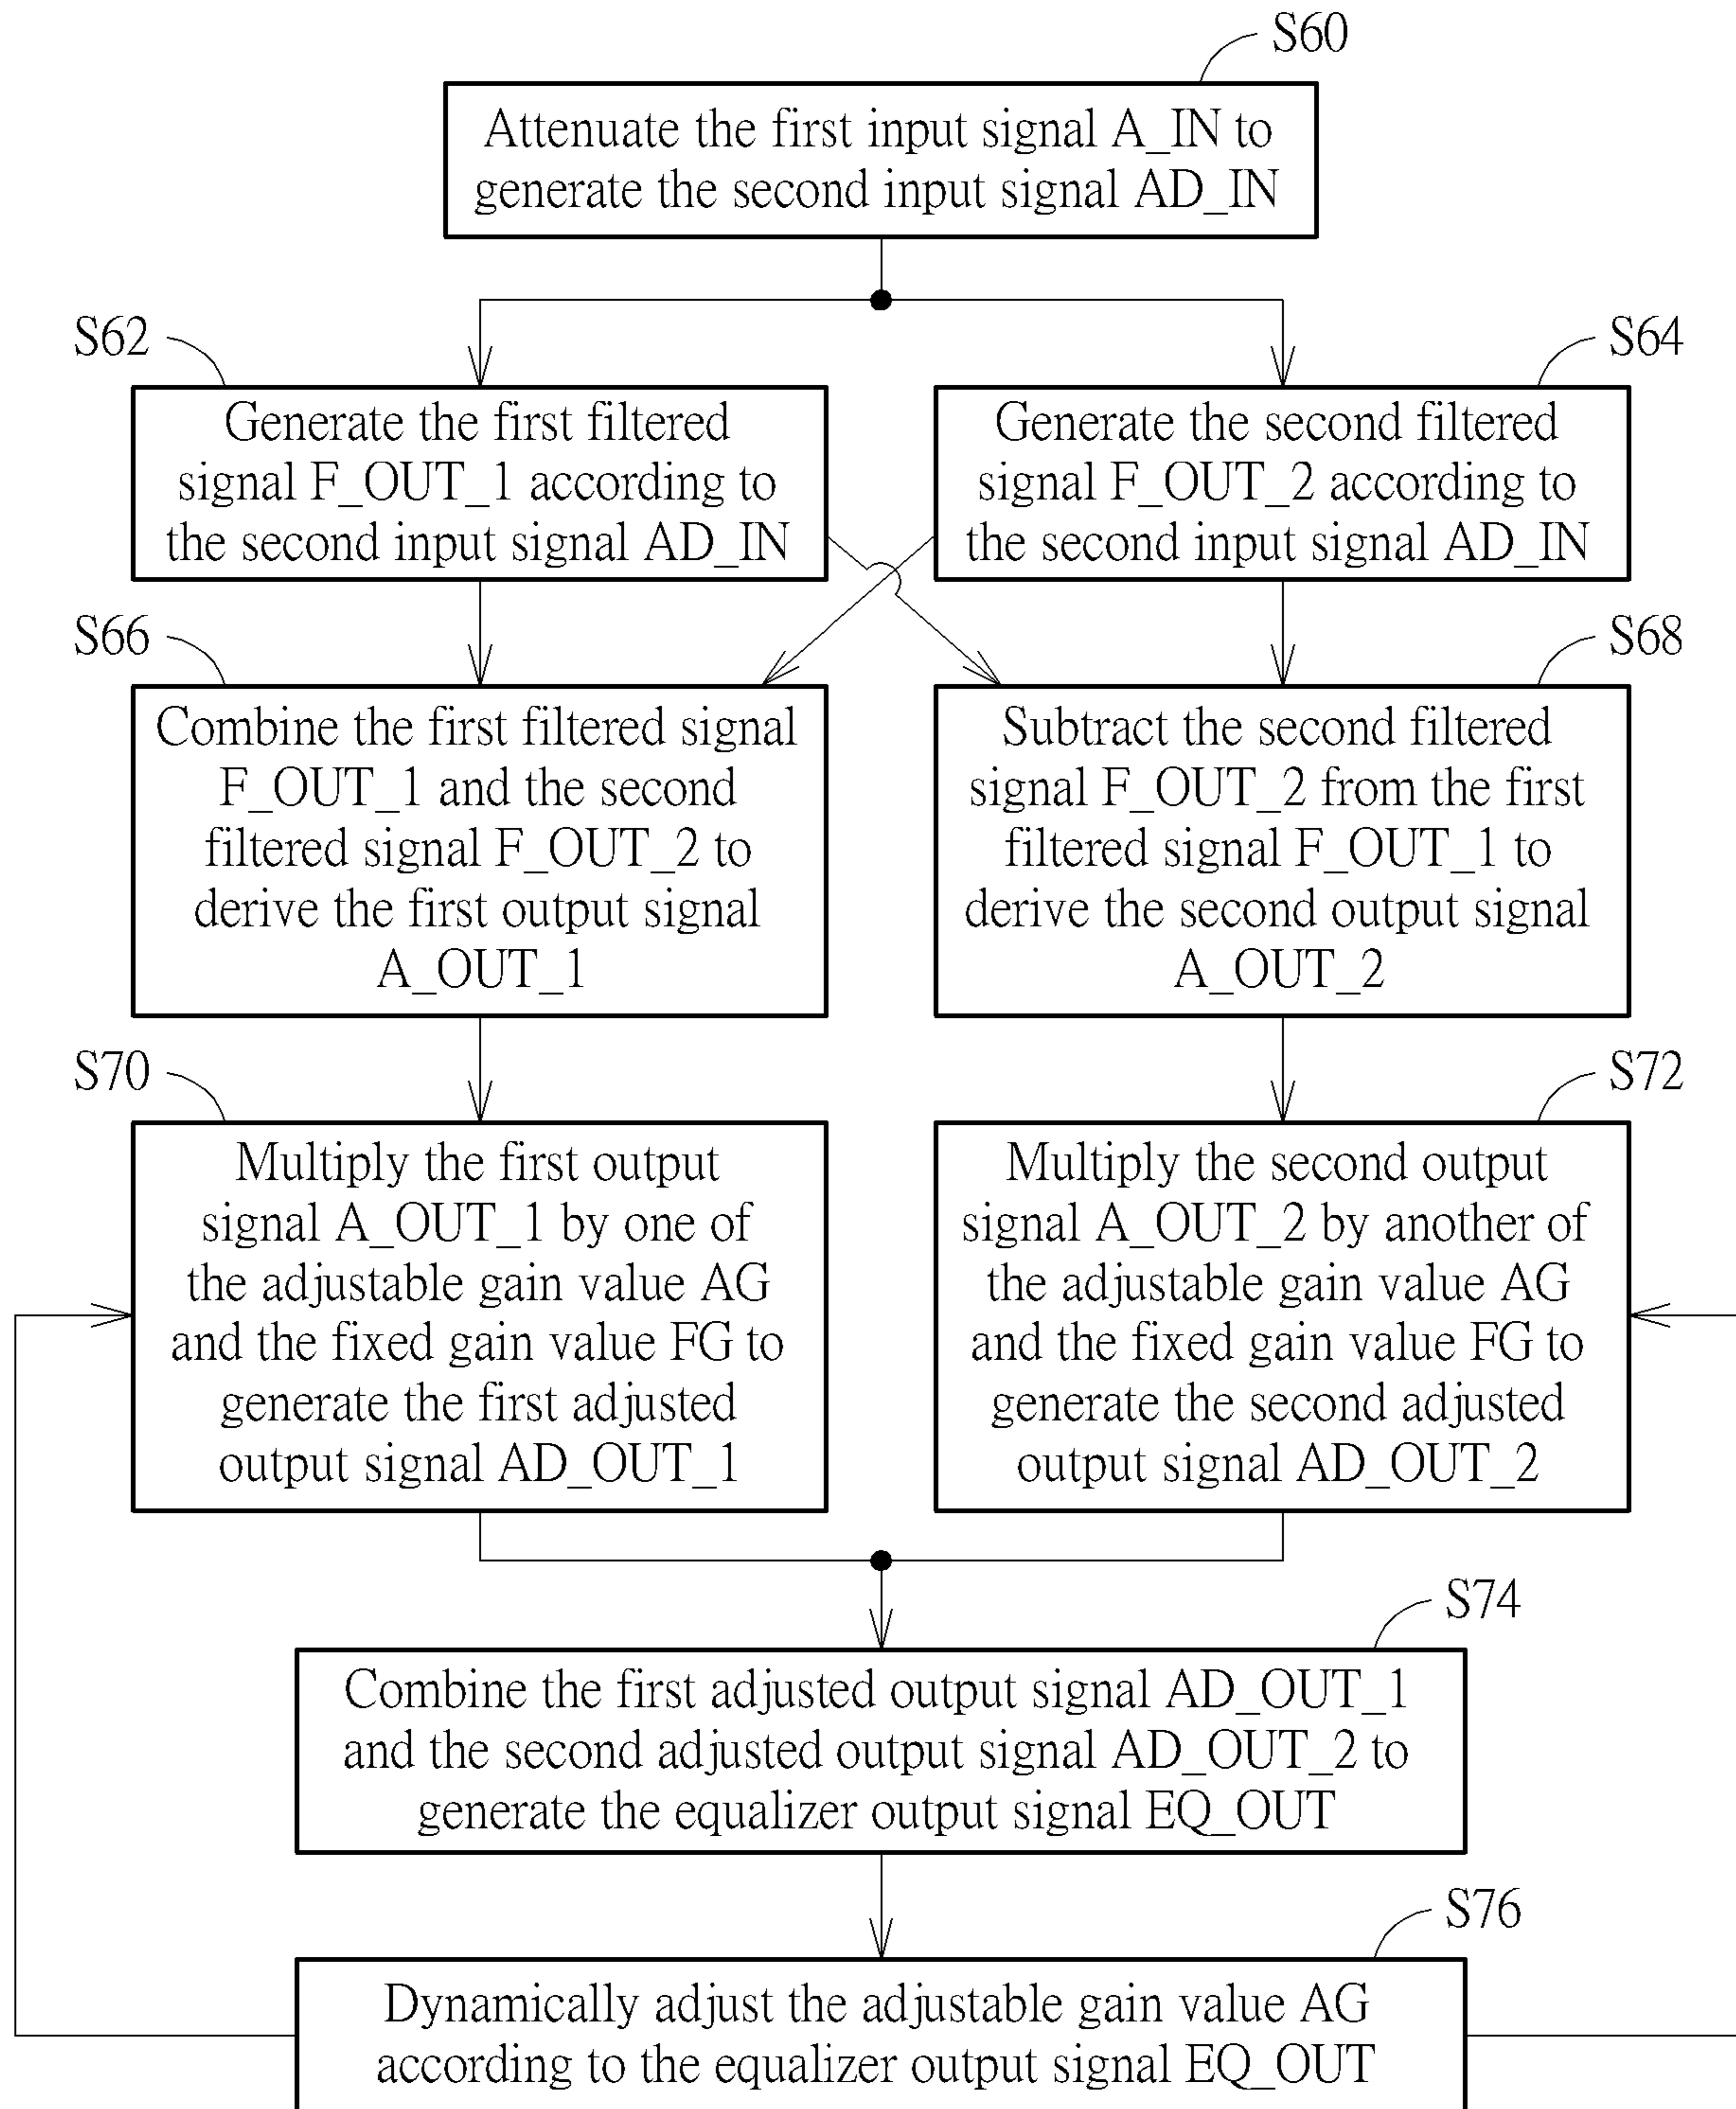 S60
Attenuate the first input signal A_IN to
generate the second input signal AD_IN
S62
Generate the first filtered
signal F_OUT_1 according to
the second input signal AD_IN
S64
Generate the second filtered
signal F_OUT_2 according to
the second input signal AD_IN
S66
Combine the first filtered signal
F_OUT_1 and the second
filtered signal F_OUT_2 to
derive the first output signal
A_OUT_1
S68
Subtract the second filtered
signal F_OUT_2 from the first
filtered signal F_OUT_1 to
derive the second output signal
A_OUT_2
S70
Multiply the first output
signal A_OUT_1 by one of
the adjustable gain value AG
and the fixed gain value FG to
generate the first adjusted
output signal AD_OUT_1
S72
Multiply the second output
signal A_OUT_2 by another of
the adjustable gain value AG
and the fixed gain value FG to
generate the second adjusted
output signal AD_OUT_2
S74
Combine the first adjusted output signal AD_OUT_1
and the second adjusted output signal AD_OUT_2 to
generate the equalizer output signal EQ_OUT
S76
Dynamically adjust the adjustable gain value AG
according to the equalizer output signal EQ_OUT